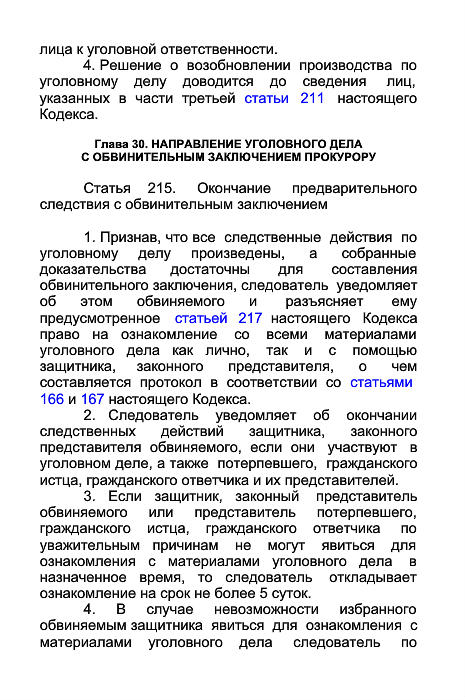 лица к уголовной ответственности.
4. Решение о возобновлении производства по
уголовному делу доводится до сведения лиц,
указанных в части третьей статьи 211 настоящего
Кодекса.
Глава 30. НАПРАВЛЕНИЕ УГОЛОВНОГО ДЕЛА
С ОБВИНИТЕЛЬНЫМ ЗАКЛЮЧЕНИЕМ ПРОКУРОРУ
Статья 215. Окончание предварительного
следствия с обвинительным заключением
1. Признав, что все следственные действия по
уголовному делу произведены, а собранные
доказательства достаточны для составления
обвинительного заключения, следователь уведомляет
об этом обвиняемого и разъясняет ему
предусмотренное статьей 217 настоящего Кодекса
право на ознакомление со всеми материалами
уголовного дела как лично, так и с помощью
защитника, законного представителя, о чем
составляется протокол в соответствии со статьями
166 и 167 настоящего Кодекса.
2. Следователь уведомляет об окончании
следственных действий защитника, законного
представителя обвиняемого, если они участвуют в
уголовном деле, а также потерпевшего, гражданского
истца, гражданского ответчика и их представителей.
3. Если защитник, законный представитель
обвиняемого или представитель потерпевшего,
гражданского истца, гражданского ответчика по
уважительным причинам не могут явиться для
ознакомления с материалами уголовного дела в
назначенное время, то следователь откладывает
ознакомление на срок не более 5 суток.
4. В случае невозможности избранного
обвиняемым защитника явиться для ознакомления с
материалами уголовного дела следователь по